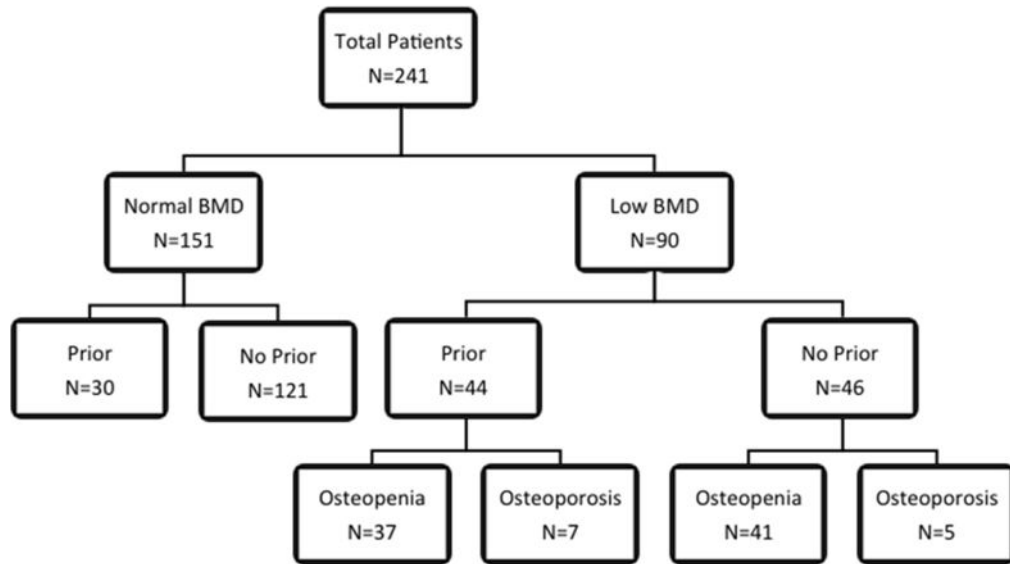 Total Patients
N=241
Normal BMD
N=151
Low BMD
N=90
Prior
N=30
No Prior
N=121
Prior
N=44
No Prior
N=46
Osteopenia
N=37
Osteoporosis
N=7
Osteopenia
N=41
Osteoporosis
N=5